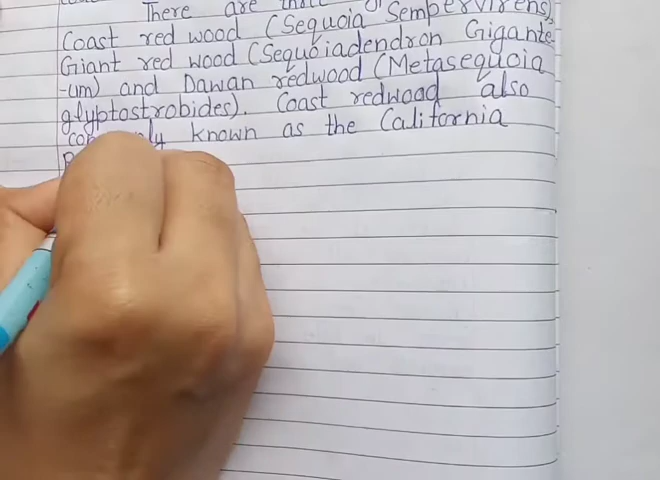 There are
Coast red wood (Sequoia Sempervirens),
Giant red wood (Sequoiadendron Gigante
-um) and Dawan redwood (Metasequoia
glyptostrobides). Coast redwood also
known as the California